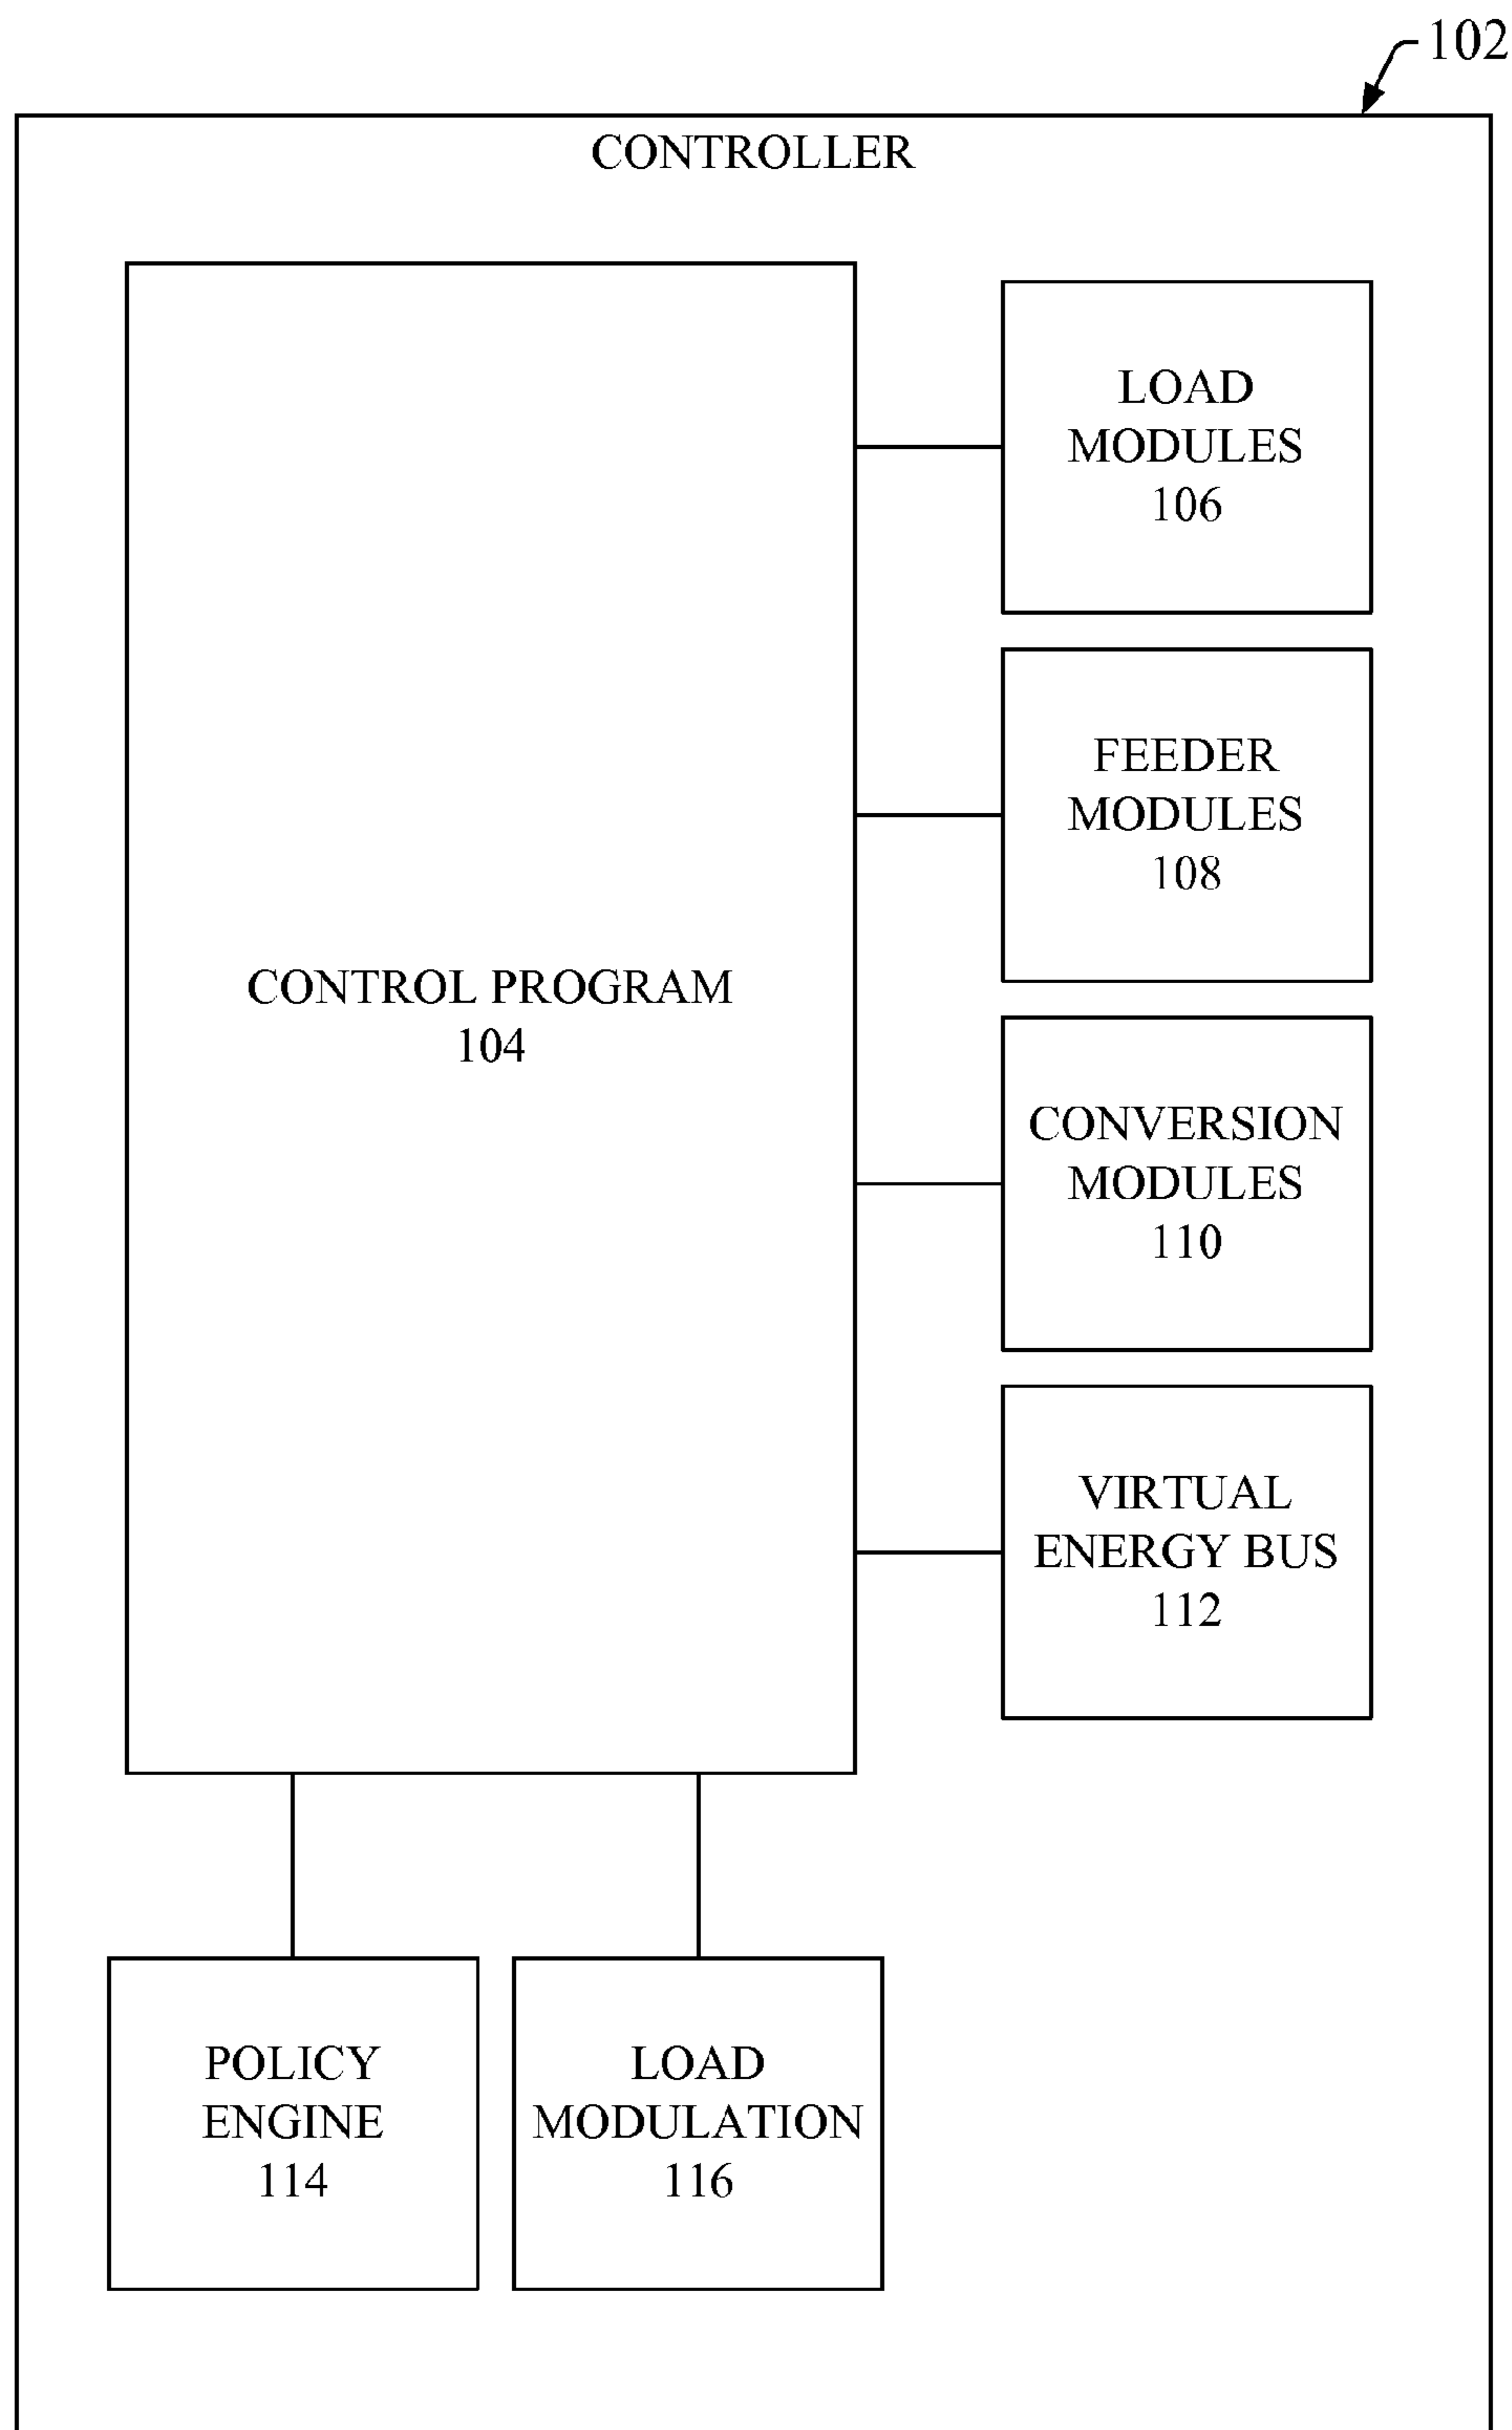 102
CONTROLLER
LOAD
MODULES
106
FEEDER
MODULES
108
CONTROL PROGRAM
104
CONVERSION
MODULES
110
VIRTUAL
ENERGY BUS
112
POLICY
ENGINE
114
LOAD
MODULATION
116